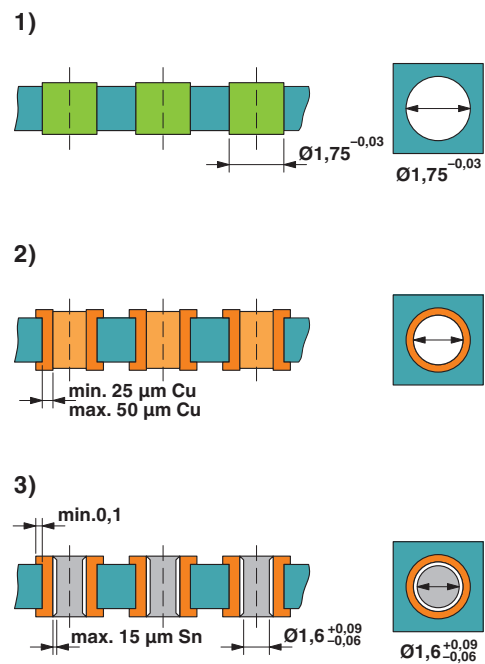 1)
Ø1,75 −0,03
Ø1,75 −0,03
2)
min. 25 µm Cu
max. 50 µm Cu
3)
min.0,1
max. 15 µm Sn
Ø1,6 +0,09 −0,06
Ø1,6 +0,09 −0,06